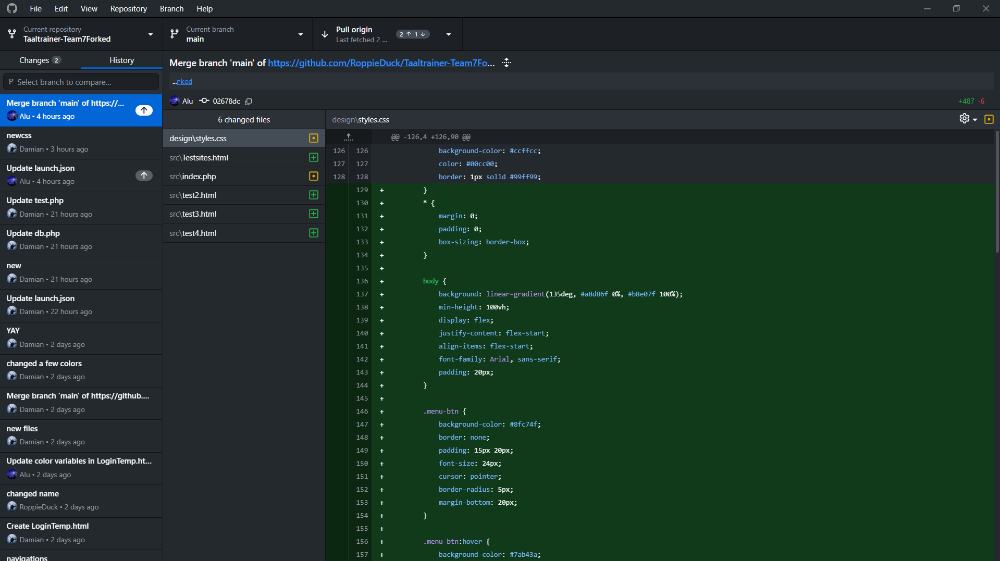 File Edit View Repository Branch Help
Current repository
Taaltrainer-Team7Forked
Current branch
main
Pull origin
Last fetched 2 ...
2 ↑ 1 ↓
Changes 2
History
Select branch to compare...
Merge branch 'main' of https://...
Alu • 4 hours ago
newcss
Damian • 3 hours ago
Update launch.json
Alu • 4 hours ago
Update test.php
Damian • 21 hours ago
Update db.php
Damian • 21 hours ago
new
Damian • 21 hours ago
Update launch.json
Damian • 22 hours ago
YAY
Damian • 2 days ago
changed a few colors
Damian • 2 days ago
Merge branch 'main' of https://github....
Damian • 2 days ago
new files
Damian • 2 days ago
Update color variables in LoginTemp.ht...
Alu • 2 days ago
changed name
RoppieDuck • 2 days ago
Create LoginTemp.html
Damian • 2 days ago
navigations
Merge branch 'main' of https://github.com/RoppieDuck/Taaltrainer-Team7Fo...
...rked
Alu 02678dc
+487 -6
6 changed files
design\styles.css
src\Testsites.html
src\index.php
src\test2.html
src\test3.html
src\test4.html
design\styles.css
@@ -126,4 +126,90 @@
126 126 background-color: #ccffcc;
127 127 color: #00cc00;
128 128 border: 1px solid #99ff99;
129 + }
130 + * {
131 + margin: 0;
132 + padding: 0;
133 + box-sizing: border-box;
134 + }
135 +
136 + body {
137 + background: linear-gradient(135deg, #a8d86f 0%, #b8e07f 100%);
138 + min-height: 100vh;
139 + display: flex;
140 + justify-content: flex-start;
141 + align-items: flex-start;
142 + font-family: Arial, sans-serif;
143 + padding: 20px;
144 + }
145 +
146 + .menu-btn {
147 + background-color: #8fc74f;
148 + border: none;
149 + padding: 15px 20px;
150 + font-size: 24px;
151 + cursor: pointer;
152 + border-radius: 5px;
153 + margin-bottom: 20px;
154 + }
155 +
156 + .menu-btn:hover {
157 + background-color: #7ab43a;